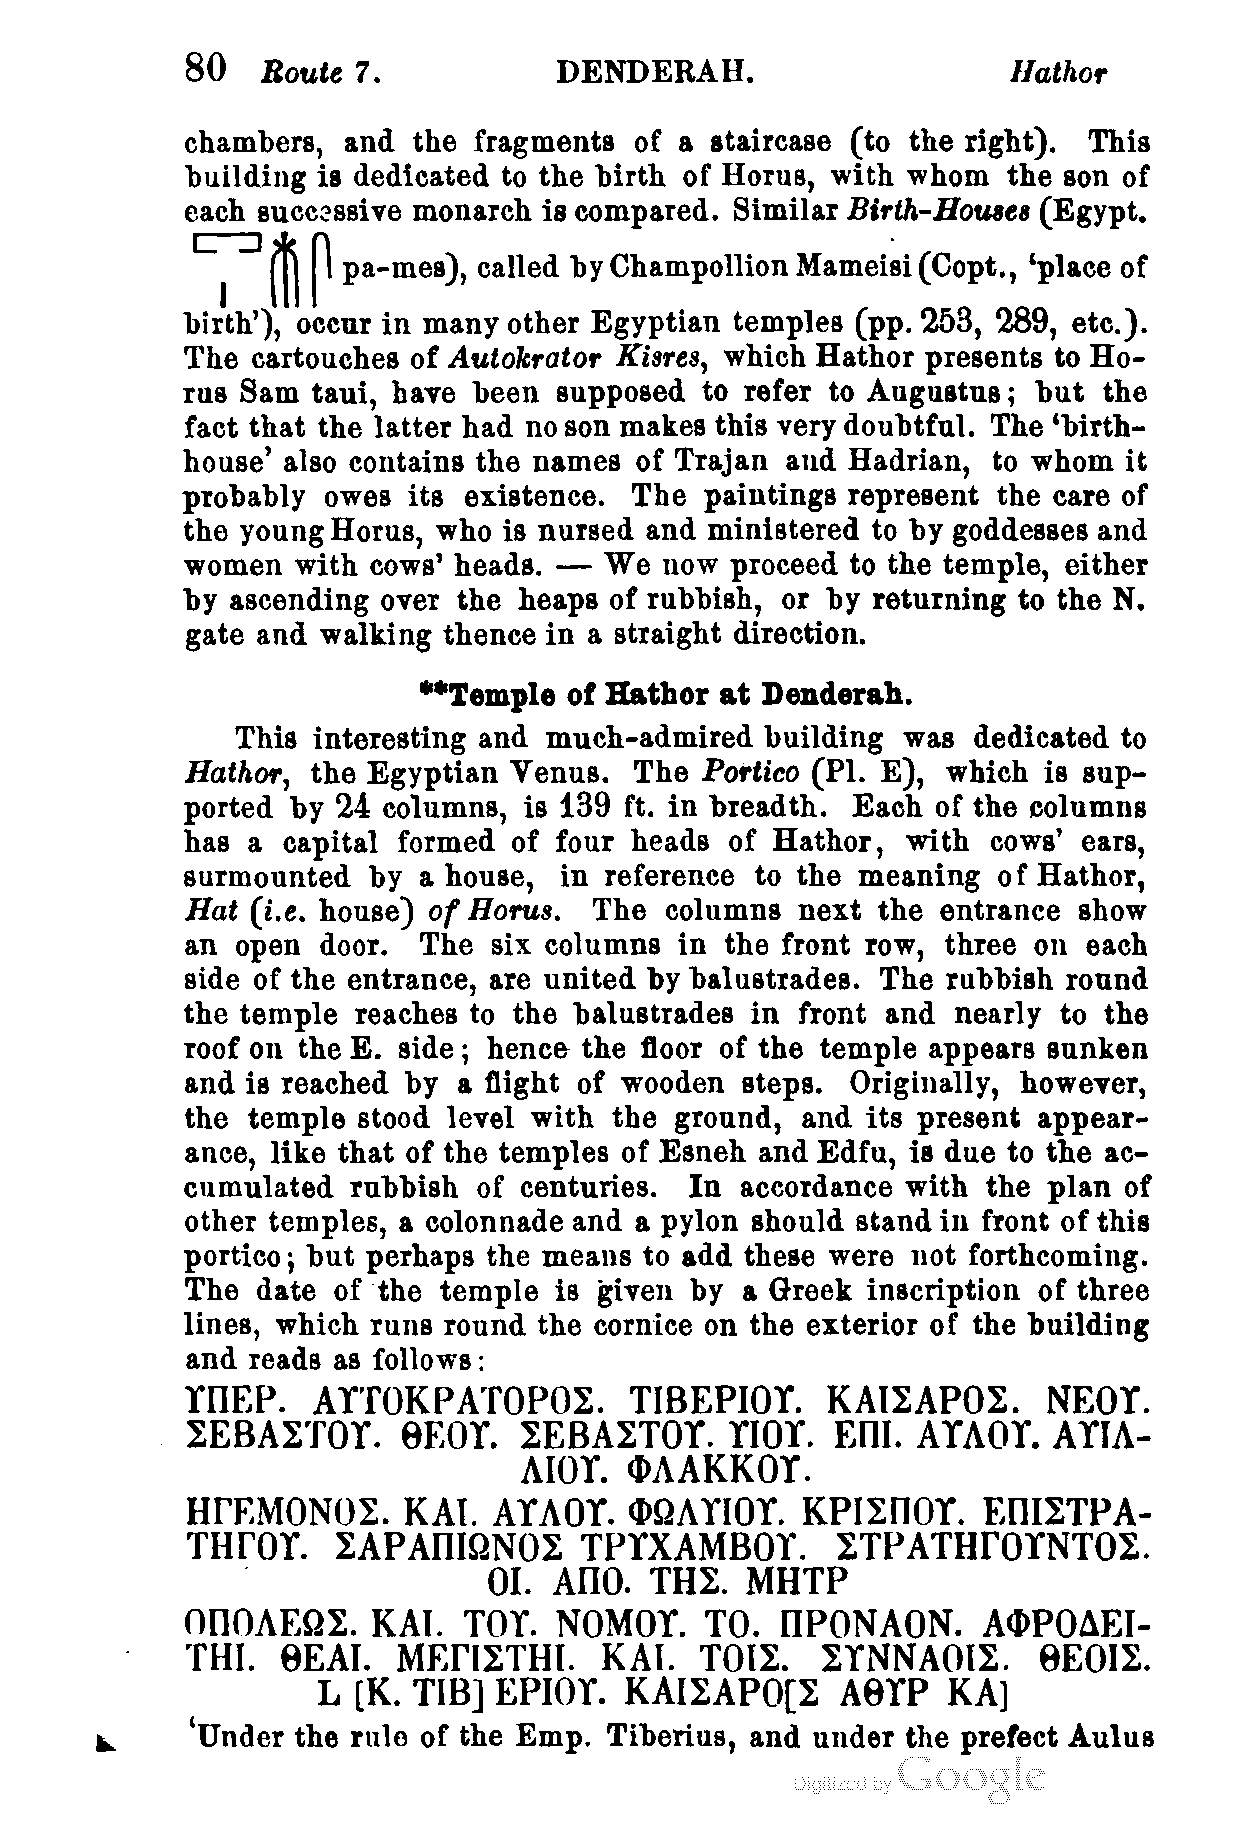 80 Route 7. DENDERAH. Hathor
chambers, and the fragments of a staircase (to the right). This
building is dedicated to the birth of Horus, with whom the son of
each successive monarch is compared. Similar Birth-Houses (Egypt.
pa-mes), called by Champollion Mameisi (Copt., ‘place of
birth’), occur in many other Egyptian temples (pp. 253, 289, etc.).
The cartouches of Autokrator Kisres, which Hathor presents to Ho-
rus Sam taui, have been supposed to refer to Augustus; but the
fact that the latter had no son makes this very doubtful. The ‘birth-
house’ also contains the names of Trajan and Hadrian, to whom it
probably owes its existence. The paintings represent the care of
the young Horus, who is nursed and ministered to by goddesses and
women with cows’ heads. — We now proceed to the temple, either
by ascending over the heaps of rubbish, or by returning to the N.
gate and walking thence in a straight direction.
**Temple of Hathor at Denderah.
This interesting and much-admired building was dedicated to
Hathor, the Egyptian Venus. The Portico (Pl. E), which is sup-
ported by 24 columns, is 139 ft. in breadth. Each of the columns
has a capital formed of four heads of Hathor, with cows’ ears,
surmounted by a house, in reference to the meaning of Hathor,
Hat (i.e. house) of Horus. The columns next the entrance show
an open door. The six columns in the front row, three on each
side of the entrance, are united by balustrades. The rubbish round
the temple reaches to the balustrades in front and nearly to the
roof on the E. side; hence the floor of the temple appears sunken
and is reached by a flight of wooden steps. Originally, however,
the temple stood level with the ground, and its present appear-
ance, like that of the temples of Esneh and Edfu, is due to the ac-
cumulated rubbish of centuries. In accordance with the plan of
other temples, a colonnade and a pylon should stand in front of this
portico; but perhaps the means to add these were not forthcoming.
The date of the temple is given by a Greek inscription of three
lines, which runs round the cornice on the exterior of the building
and reads as follows:
ΥΠΕΡ. ΑΥΤΟΚΡΑΤΟΡΟΣ. ΤΙΒΕΡΙΟΥ. ΚΑΙΣΑΡΟΣ. ΝΕΟΥ.
ΣΕΒΑΣΤΟΥ. ΘΕΟΥ. ΣΕΒΑΣΤΟΥ. ΥΙΟΥ. ΕΠΙ. ΑΥΛΟΥ. ΑΥΙΛ-
ΛΙΟΥ. ΦΛΑΚΚΟΥ.
ΗΓΕΜΟΝΟΣ. ΚΑΙ. ΑΥΛΟΥ. ΦΩΛΥΙΟΥ. ΚΡΙΣΠΟΥ. ΕΠΙΣΤΡΑ-
ΤΗΓΟΥ. ΣΑΡΑΠΙΩΝΟΣ ΤΡΥΧΑΜΒΟΥ. ΣΤΡΑΤΗΓΟΥΝΤΟΣ.
ΟΙ. ΑΠΟ. ΤΗΣ. ΜΗΤΡ
ΟΠΟΛΕΩΣ. ΚΑΙ. ΤΟΥ. ΝΟΜΟΥ. ΤΟ. ΠΡΟΝΑΟΝ. ΑΦΡΟΔΕΙ-
ΤΗΙ. ΘΕΑΙ. ΜΕΓΙΣΤΗΙ. ΚΑΙ. ΤΟΙΣ. ΣΥΝΝΑΟΙΣ. ΘΕΟΙΣ.
L [Κ. ΤΙΒ] ΕΡΙΟΥ. ΚΑΙΣΑΡΟ[Σ ΑΘΥΡ ΚΑ]
‘Under the rule of the Emp. Tiberius, and under the prefect Aulus
Digitized by Google